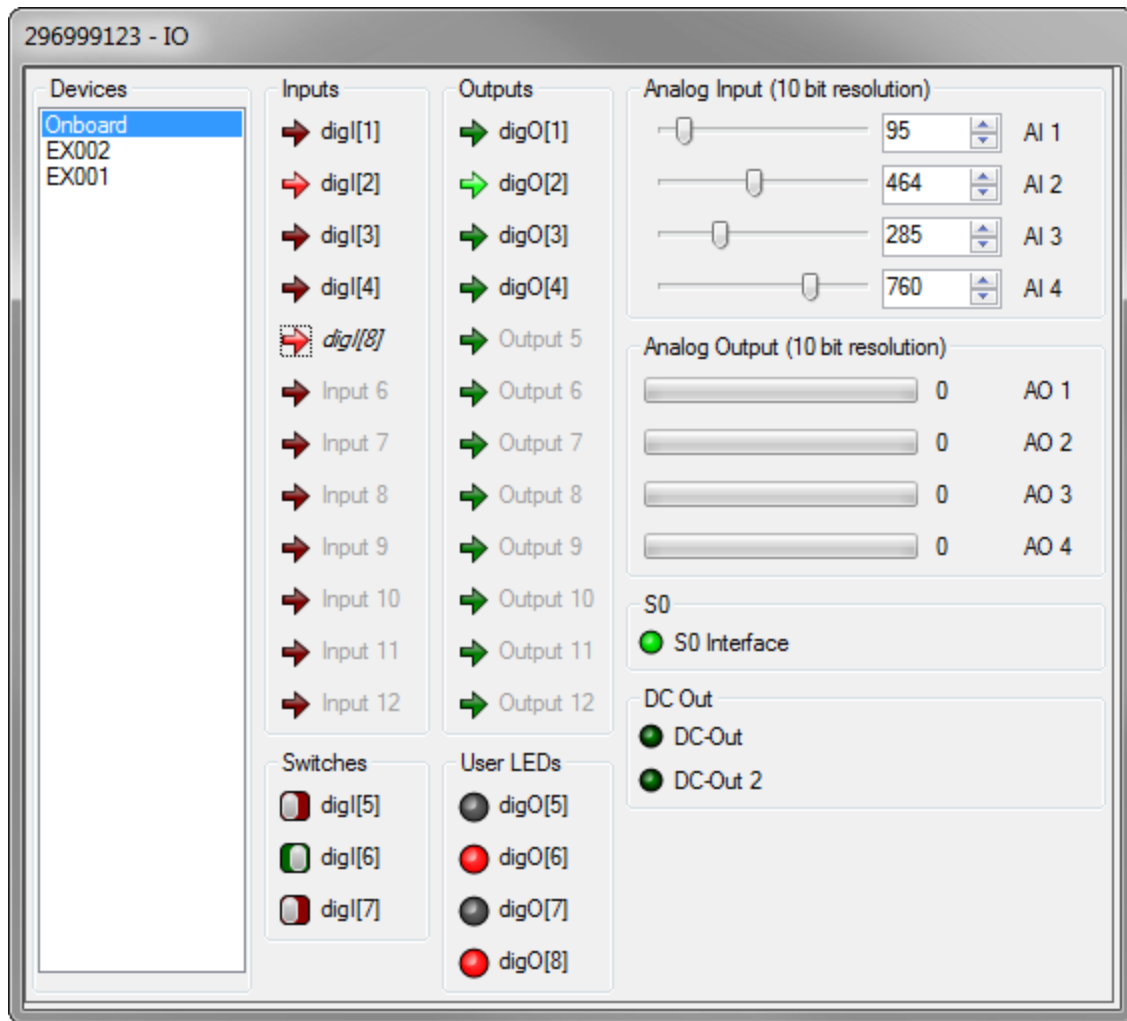 296999123 - IO
Devices
Onboard
EX002
EX001
Inputs
digI[1]
digI[2]
digI[3]
digI[4]
digI[8]
Input 6
Input 7
Input 8
Input 9
Input 10
Input 11
Input 12
Switches
digI[5]
digI[6]
digI[7]
Outputs
digO[1]
digO[2]
digO[3]
digO[4]
Output 5
Output 6
Output 7
Output 8
Output 9
Output 10
Output 11
Output 12
User LEDs
digO[5]
digO[6]
digO[7]
digO[8]
Analog Input (10 bit resolution)
95 AI 1
464 AI 2
285 AI 3
760 AI 4
Analog Output (10 bit resolution)
0 AO 1
0 AO 2
0 AO 3
0 AO 4
S0
S0 Interface
DC Out
DC-Out
DC-Out 2